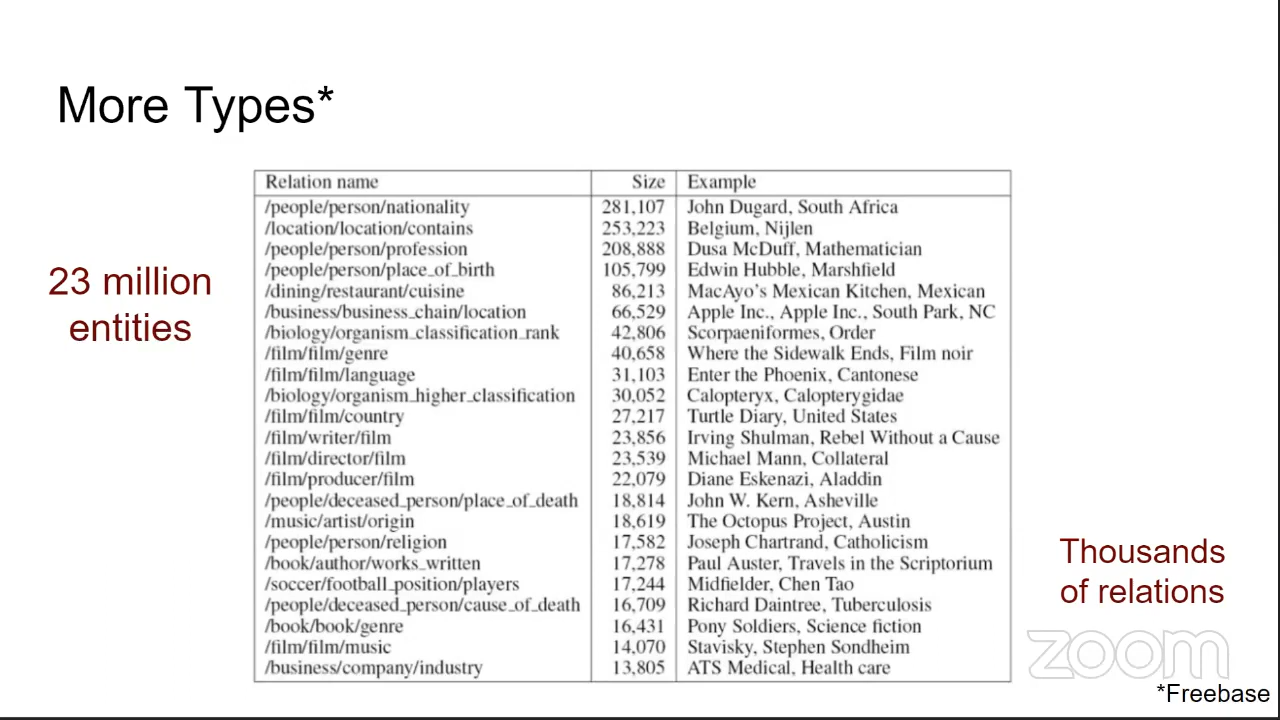 More Types*
Relation name Size Example
/people/person/nationality 281,107 John Dugard, South Africa
/location/location/contains 253,223 Belgium, Nijlen
/people/person/profession 208,888 Dusa McDuff, Mathematician
/people/person/place_of_birth 105,799 Edwin Hubble, Marshfield
/dining/restaurant/cuisine 86,213 MacAyo's Mexican Kitchen, Mexican
/business/business_chain/location 66,529 Apple Inc., Apple Inc., South Park, NC
/biology/organism_classification_rank 42,806 Scorpaeniformes, Order
/film/film/genre 40,658 Where the Sidewalk Ends, Film noir
/film/film/language 31,103 Enter the Phoenix, Cantonese
/biology/organism_higher_classification 30,052 Calopteryx, Calopterygidae
/film/film/country 27,217 Turtle Diary, United States
/film/writer/film 23,856 Irving Shulman, Rebel Without a Cause
/film/director/film 23,539 Michael Mann, Collateral
/film/producer/film 22,079 Diane Eskenazi, Aladdin
/people/deceased_person/place_of_death 18,814 John W. Kern, Asheville
/music/artist/origin 18,619 The Octopus Project, Austin
/people/person/religion 17,582 Joseph Chartrand, Catholicism
/book/author/works_written 17,278 Paul Auster, Travels in the Scriptorium
/soccer/football_position/players 17,244 Midfielder, Chen Tao
/people/deceased_person/cause_of_death 16,709 Richard Daintree, Tuberculosis
/book/book/genre 16,431 Pony Soldiers, Science fiction
/film/film/music 14,070 Stavisky, Stephen Sondheim
/business/company/industry 13,805 ATS Medical, Health care
23 million
entities
Thousands
of relations
zoom
*Freebase